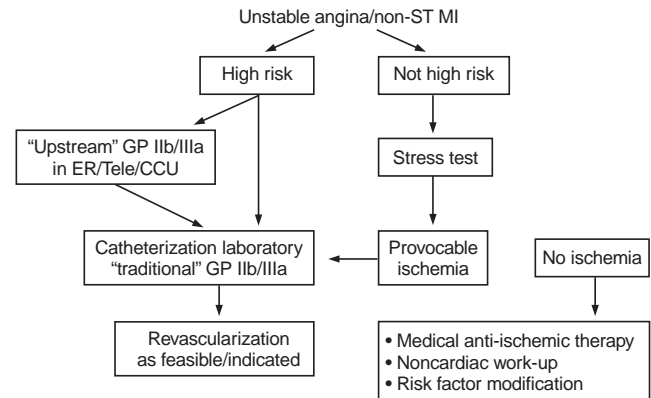 Unstable angina/non-ST MI
High risk
Not high risk
“Upstream” GP IIb/IIIa
in ER/Tele/CCU
Stress test
Catheterization laboratory
“traditional” GP IIb/IIIa
Provocable
ischemia
No ischemia
Revascularization
as feasible/indicated
• Medical anti-ischemic therapy
• Noncardiac work-up
• Risk factor modification